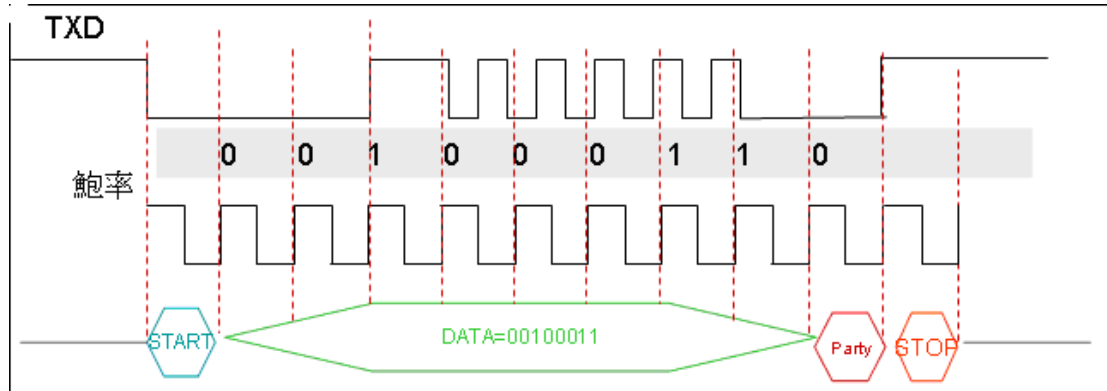 TXD
0 0 1 0 0 0 1 1 0
鮑率
START
DATA=00100011
Party
STOP